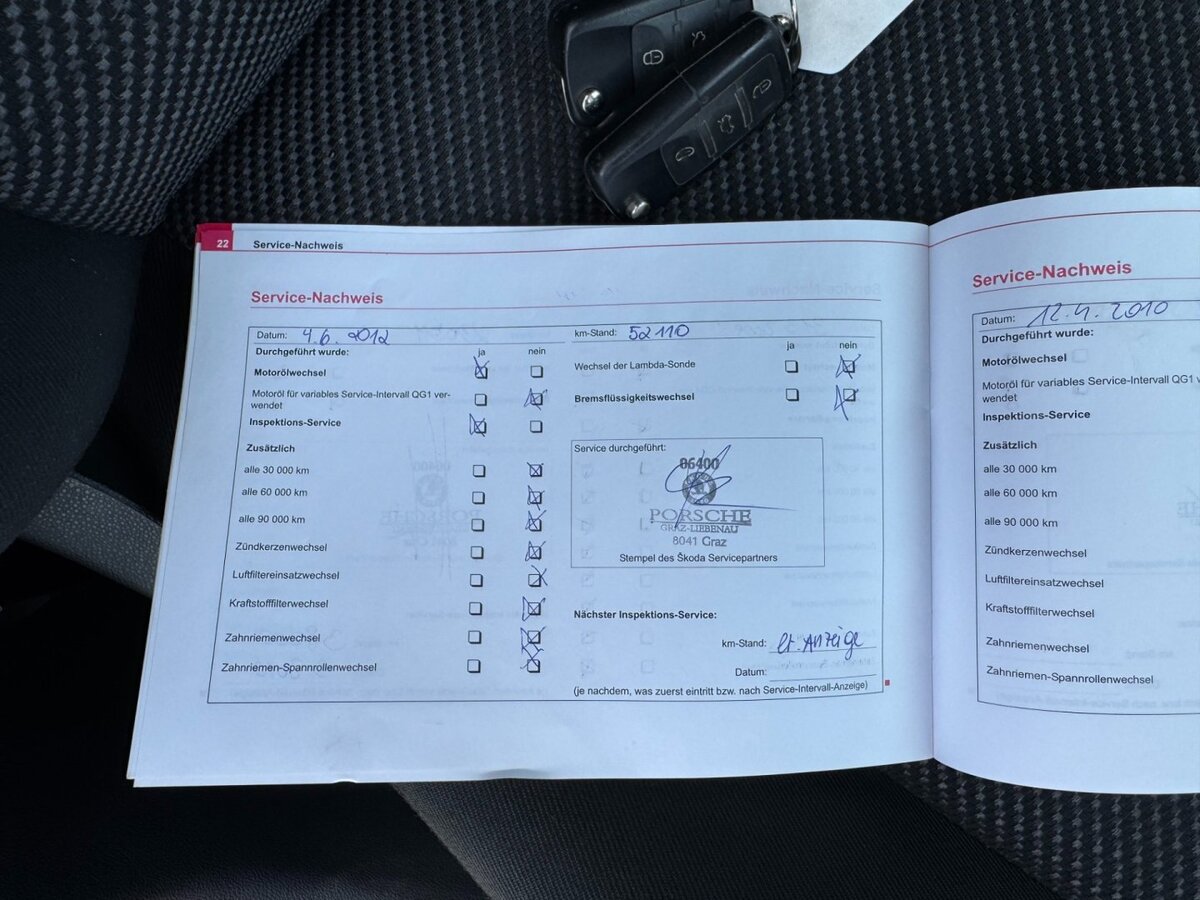 22 Service-Nachweis
Service-Nachweis
Datum: 4.6. 2012
km-Stand: 52 110
Durchgeführt wurde:
ja nein
Motorölwechsel
Motoröl für variables Service-Intervall QG1 ver-
wendet
Inspektions-Service
Zusätzlich
alle 30 000 km
alle 60 000 km
alle 90 000 km
Zündkerzenwechsel
Luftfiltereinsatzwechsel
Kraftstofffilterwechsel
Zahnriemenwechsel
Zahnriemen-Spannrollenwechsel
ja nein
Wechsel der Lambda-Sonde
Bremsflüssigkeitswechsel
Service durchgeführt:
06400
PORSCHE
GRAZ-LIEBENAU
8041 Graz
Stempel des Škoda Servicepartners
Nächster Inspektions-Service:
km-Stand: lt. Anzeige
Datum:
(je nachdem, was zuerst eintritt bzw. nach Service-Intervall-Anzeige)
Service-Nachweis
Datum: 12.4. 2010
Durchgeführt wurde:
Motorölwechsel
Motoröl für variables Service-Intervall QG1 v
wendet
Inspektions-Service
Zusätzlich
alle 30 000 km
alle 60 000 km
alle 90 000 km
Zündkerzenwechsel
Luftfiltereinsatzwechsel
Kraftstofffilterwechsel
Zahnriemenwechsel
Zahnriemen-Spannrollenwechsel